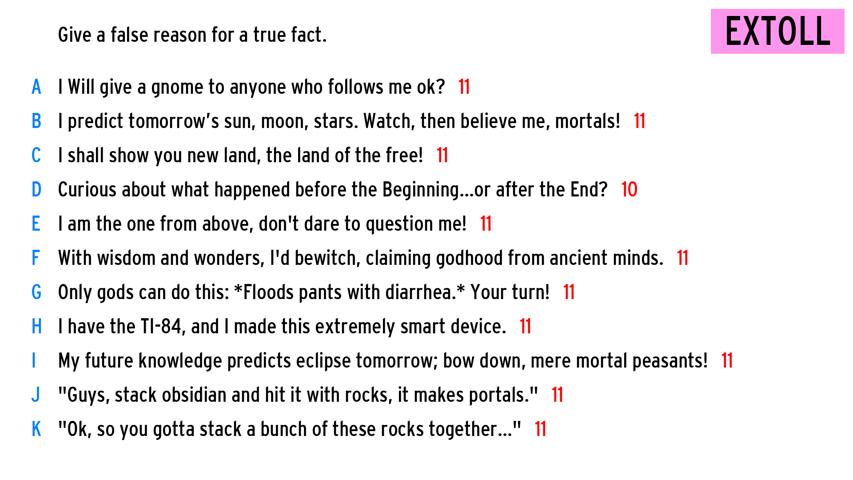 Give a false reason for a true fact.
EXTOLL
A I Will give a gnome to anyone who follows me ok? 11
B I predict tomorrow's sun, moon, stars. Watch, then believe me, mortals! 11
C I shall show you new land, the land of the free! 11
D Curious about what happened before the Beginning...or after the End? 10
E I am the one from above, don't dare to question me! 11
F With wisdom and wonders, I'd bewitch, claiming godhood from ancient minds. 11
G Only gods can do this: *Floods pants with diarrhea.* Your turn! 11
H I have the TI-84, and I made this extremely smart device. 11
I My future knowledge predicts eclipse tomorrow; bow down, mere mortal peasants! 11
J "Guys, stack obsidian and hit it with rocks, it makes portals." 11
K "Ok, so you gotta stack a bunch of these rocks together..." 11